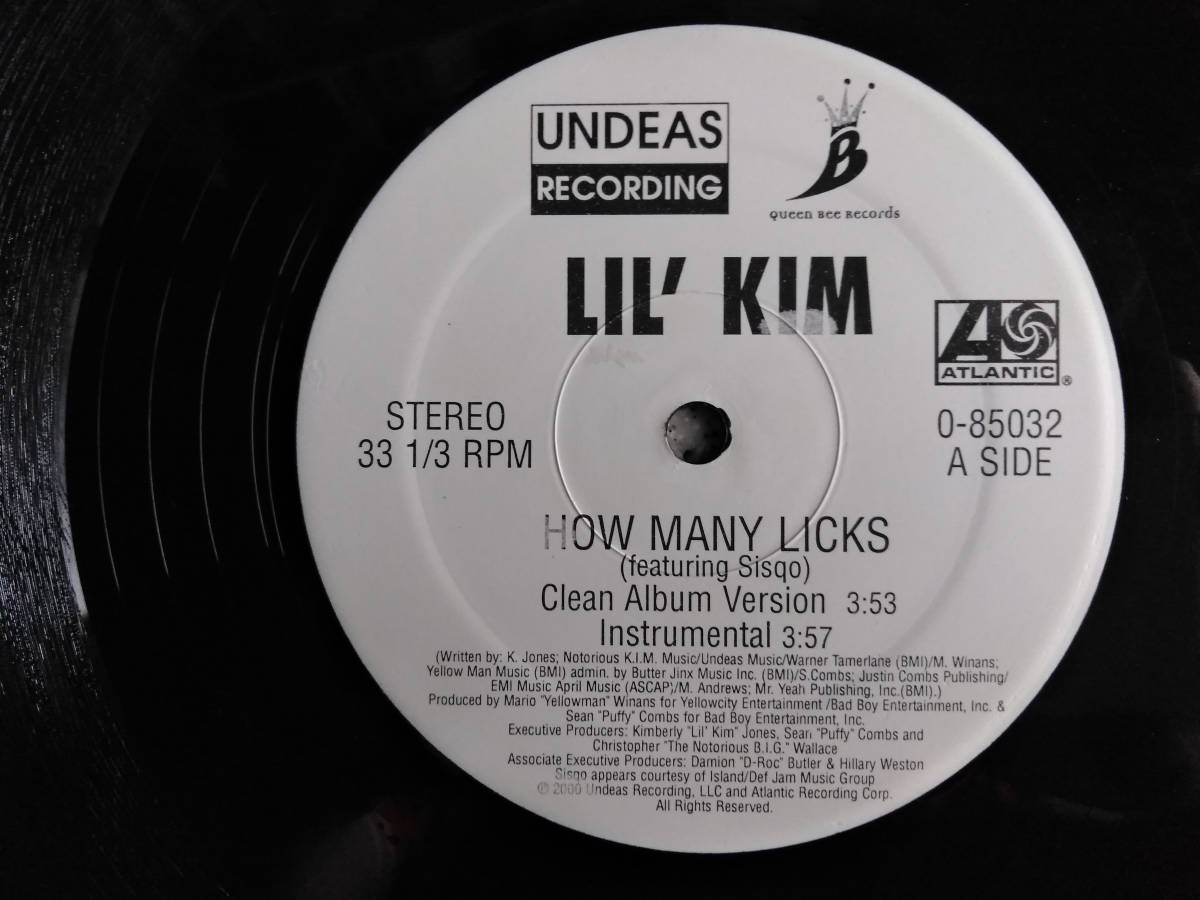 UNDEAS
RECORDING
B
Queen Bee Records
LIL' KIM
ATLANTIC ®
STEREO
33 1/3 RPM
0-85032
A SIDE
HOW MANY LICKS
(featuring Sisqo)
Clean Album Version 3:53
Instrumental 3:57
(Written by: K. Jones; Notorious K.I.M. Music/Undeas Music/Warner Tamerlane (BMI)/M. Winans;
Yellow Man Music (BMI) admin. by Butter Jinx Music Inc. (BMI)/S.Combs; Justin Combs Publishing/
EMI Music April Music (ASCAP)/M. Andrews; Mr. Yeah Publishing, Inc.(BMI).)
Produced by Mario "Yellowman" Winans for Yellowcity Entertainment /Bad Boy Entertainment, Inc. &
Sean "Puffy" Combs for Bad Boy Entertainment, Inc.
Executive Producers: Kimberly "Lil' Kim" Jones, Sean "Puffy" Combs and
Christopher "The Notorious B.I.G." Wallace
Associate Executive Producers: Damion "D-Roc" Butler & Hillary Weston
Sisqo appears courtesy of Island/Def Jam Music Group
℗ 2000 Undeas Recording, LLC and Atlantic Recording Corp.
All Rights Reserved.